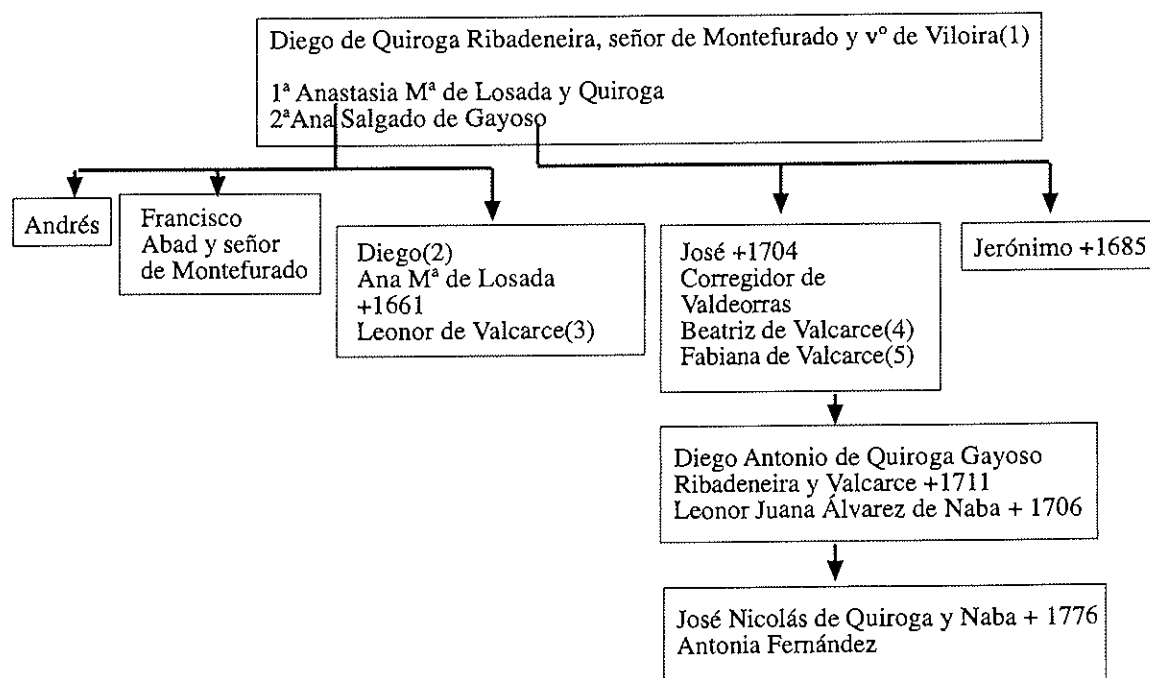 Diego de Quiroga Ribadeneira, señor de Montefurado y vº de Viloira(1)
1ª Anastasia Mª de Losada y Quiroga
2ªAna Salgado de Gayoso
Andrés
Francisco
Abad y señor
de Montefurado
Diego(2)
Ana Mª de Losada
+1661
Leonor de Valcarce(3)
José +1704
Corregidor de
Valdeorras
Beatriz de Valcarce(4)
Fabiana de Valcarce(5)
Jerónimo +1685
Diego Antonio de Quiroga Gayoso
Ribadeneira y Valcarce +1711
Leonor Juana Álvarez de Naba + 1706
José Nicolás de Quiroga y Naba + 1776
Antonia Fernández